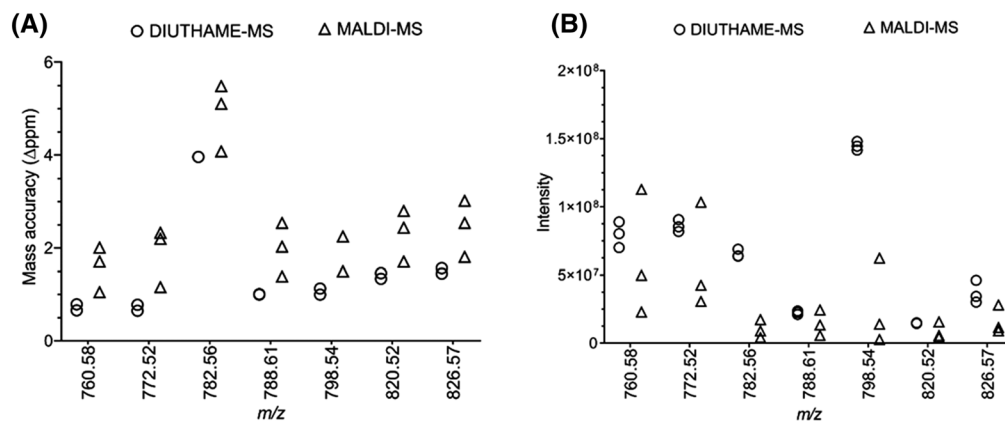 (A)
○ DIUTHAME-MS △ MALDI-MS
Mass accuracy (Δppm)
6
4
2
0
760.58
772.52
782.56
788.61
798.54
820.52
826.57
m/z
(B)
○ DIUTHAME-MS △ MALDI-MS
Intensity
2×10⁸
1.5×10⁸
1×10⁸
5×10⁷
0
760.58
772.52
782.56
788.61
798.54
820.52
826.57
m/z